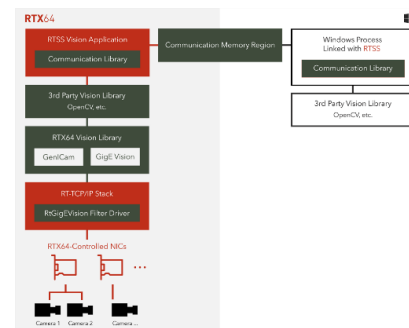 RTX64
RTSS Vision Application
Communication Library
Communication Memory Region
Windows Process
Linked with RTSS
Communication Library
3rd Party Vision Library
OpenCV, etc.
3rd Party Vision Library
OpenCV, etc.
RTX64 Vision Library
GenICam
GigE Vision
RT-TCP/IP Stack
RtGigEVision Filter Driver
RTX64-Controlled NICs
...
Camera 1
Camera 2
Camera ...